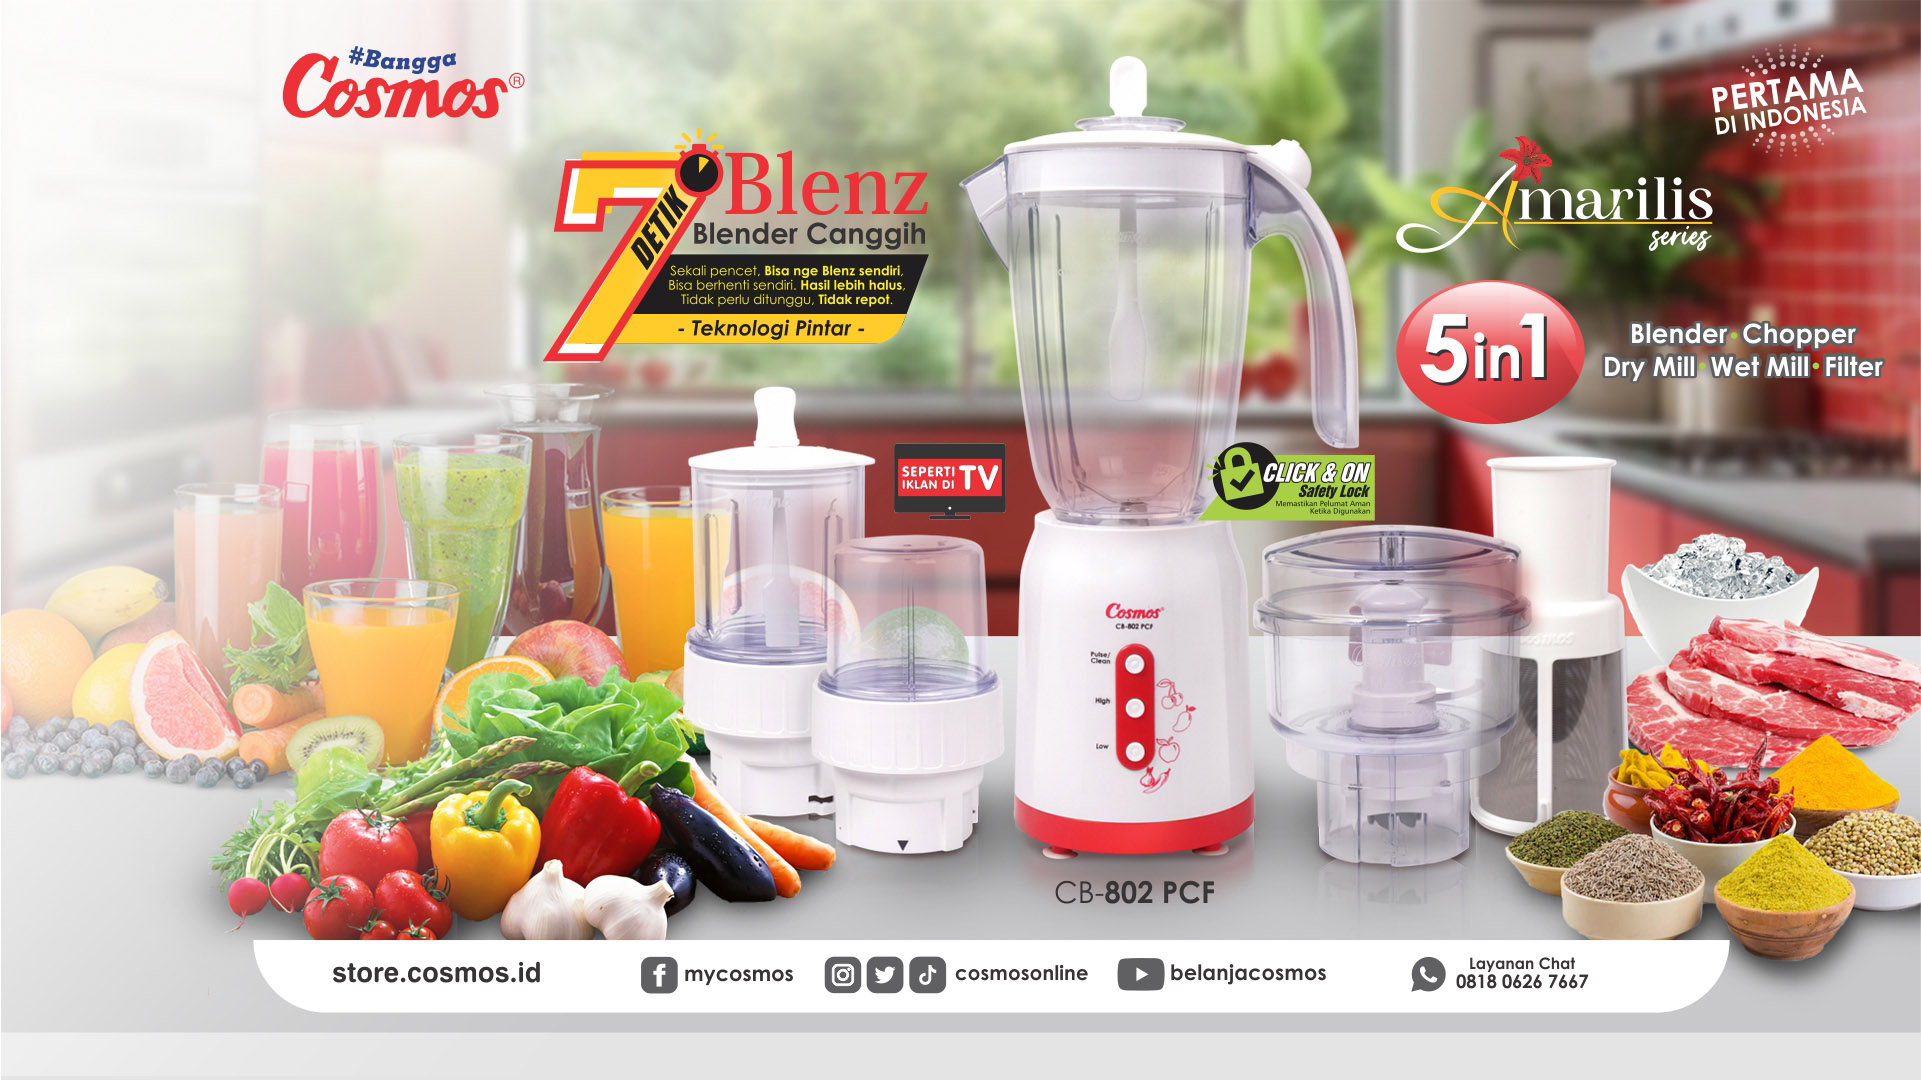 #Bangga
Cosmos®
7 DETIK
Blenz
Blender Canggih
Sekali pencet, Bisa nge Blenz sendiri,
Bisa berhenti sendiri. Hasil lebih halus,
Tidak perlu ditunggu, Tidak repot.
- Teknologi Pintar -
PERTAMA
DI INDONESIA
Amarilis
series
5in1
Blender • Chopper
Dry Mill • Wet Mill • Filter
SEPERTI
IKLAN DI TV
CLICK & ON
Safety Lock
Memastikan Pelumat Aman
Ketika Digunakan
Cosmos
CB-802 PCF
Pulse/
Clean
High
Low
COSMOS
CB-802 PCF
store.cosmos.id
mycosmos
cosmosonline
belanjacosmos
Layanan Chat
0818 0626 7667